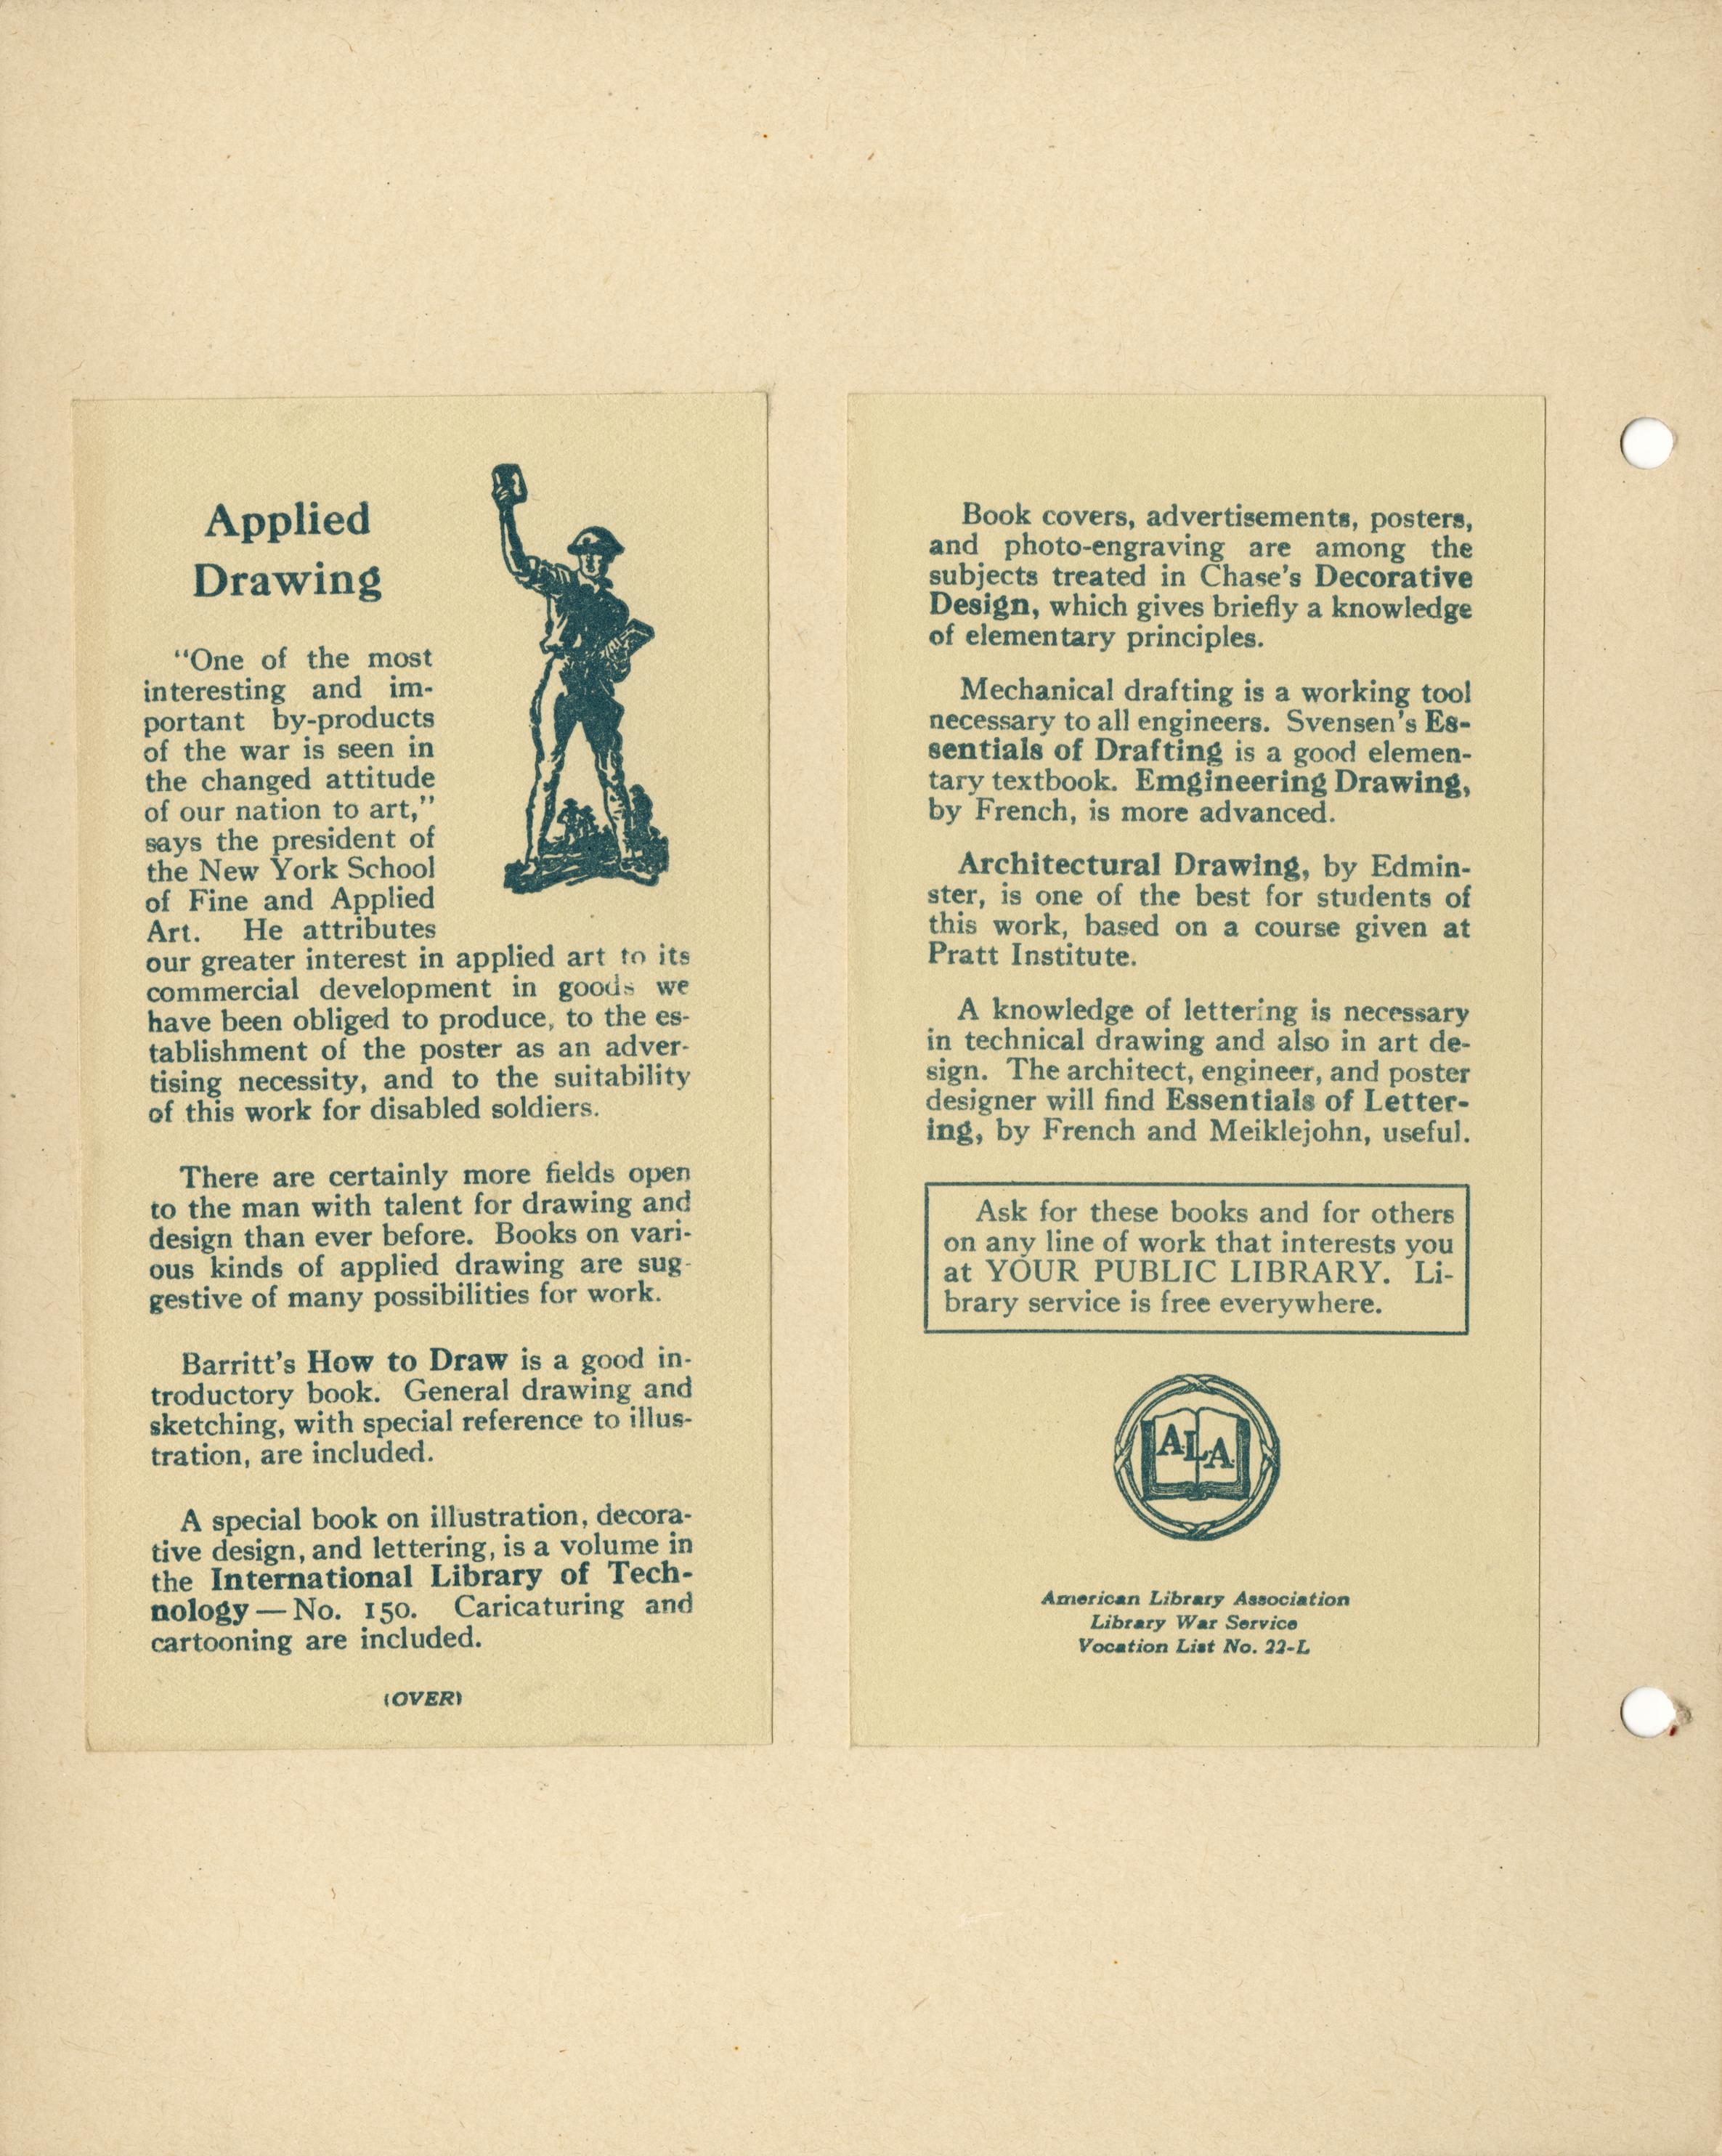 Applied
Drawing
“One of the most
interesting and im-
portant by-products
of the war is seen in
the changed attitude
of our nation to art,”
says the president of
the New York School
of Fine and Applied
Art. He attributes
our greater interest in applied art to its
commercial development in goods we
have been obliged to produce, to the es-
tablishment of the poster as an adver-
tising necessity, and to the suitability
of this work for disabled soldiers.
There are certainly more fields open
to the man with talent for drawing and
design than ever before. Books on vari-
ous kinds of applied drawing are sug-
gestive of many possibilities for work.
Barritt’s How to Draw is a good in-
troductory book. General drawing and
sketching, with special reference to illus-
tration, are included.
A special book on illustration, decora-
tive design, and lettering, is a volume in
the International Library of Tech-
nology—No. 150. Caricaturing and
cartooning are included.
(OVER)
Book covers, advertisements, posters,
and photo-engraving are among the
subjects treated in Chase’s Decorative
Design, which gives briefly a knowledge
of elementary principles.
Mechanical drafting is a working tool
necessary to all engineers. Svensen’s Es-
sentials of Drafting is a good elemen-
tary textbook. Emgineering Drawing,
by French, is more advanced.
Architectural Drawing, by Edmin-
ster, is one of the best for students of
this work, based on a course given at
Pratt Institute.
A knowledge of lettering is necessary
in technical drawing and also in art de-
sign. The architect, engineer, and poster
designer will find Essentials of Letter-
ing, by French and Meiklejohn, useful.
Ask for these books and for others
on any line of work that interests you
at YOUR PUBLIC LIBRARY. Li-
brary service is free everywhere.
A.L.A.
American Library Association
Library War Service
Vocation List No. 22-L